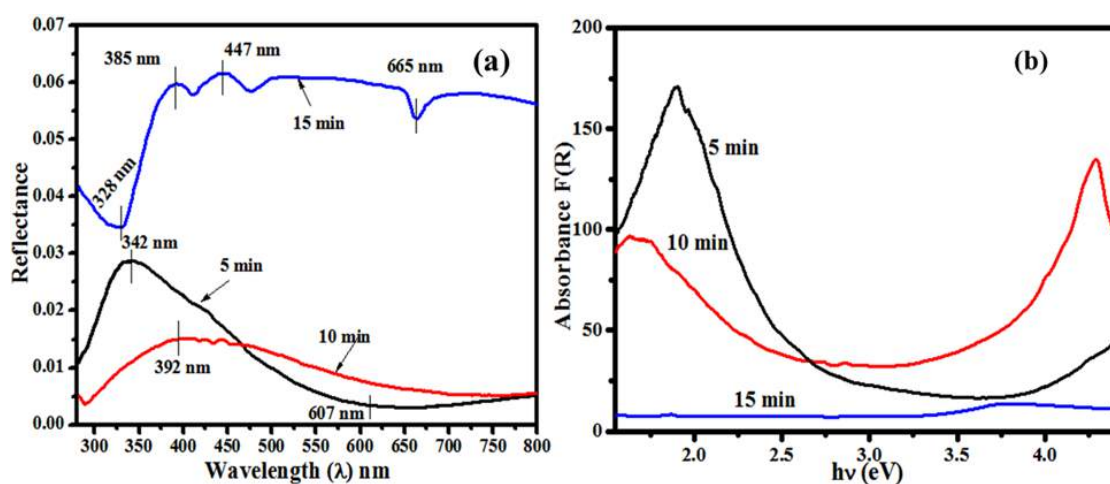 0.07
0.06
0.05
0.04
0.03
0.02
0.01
0.00
Reflectance
385 nm
447 nm
665 nm
(a)
15 min
328 nm
342 nm
5 min
10 min
392 nm
607 nm
300 350 400 450 500 550 600 650 700 750 800
Wavelength (λ) nm
200
150
100
50
0
Absorbance F(R)
(b)
5 min
10 min
15 min
2.0 2.5 3.0 3.5 4.0
hν (eV)